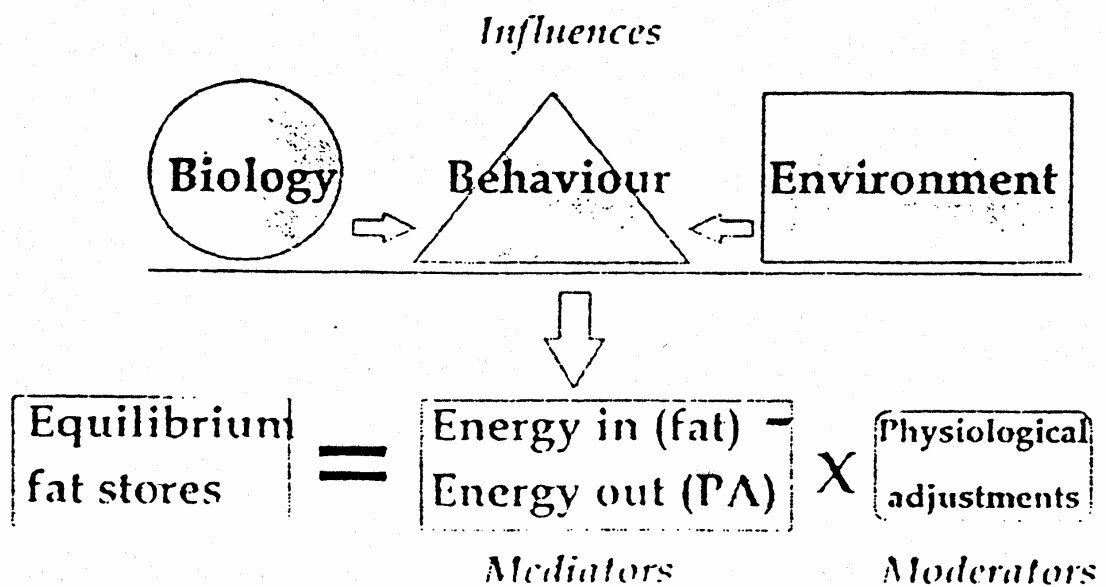 Influences
Biology
Behaviour
Environment
Equilibrium
fat stores
=
Energy in (fat) -
Energy out (PA)
X
Physiological
adjustments
Mediators
Moderators